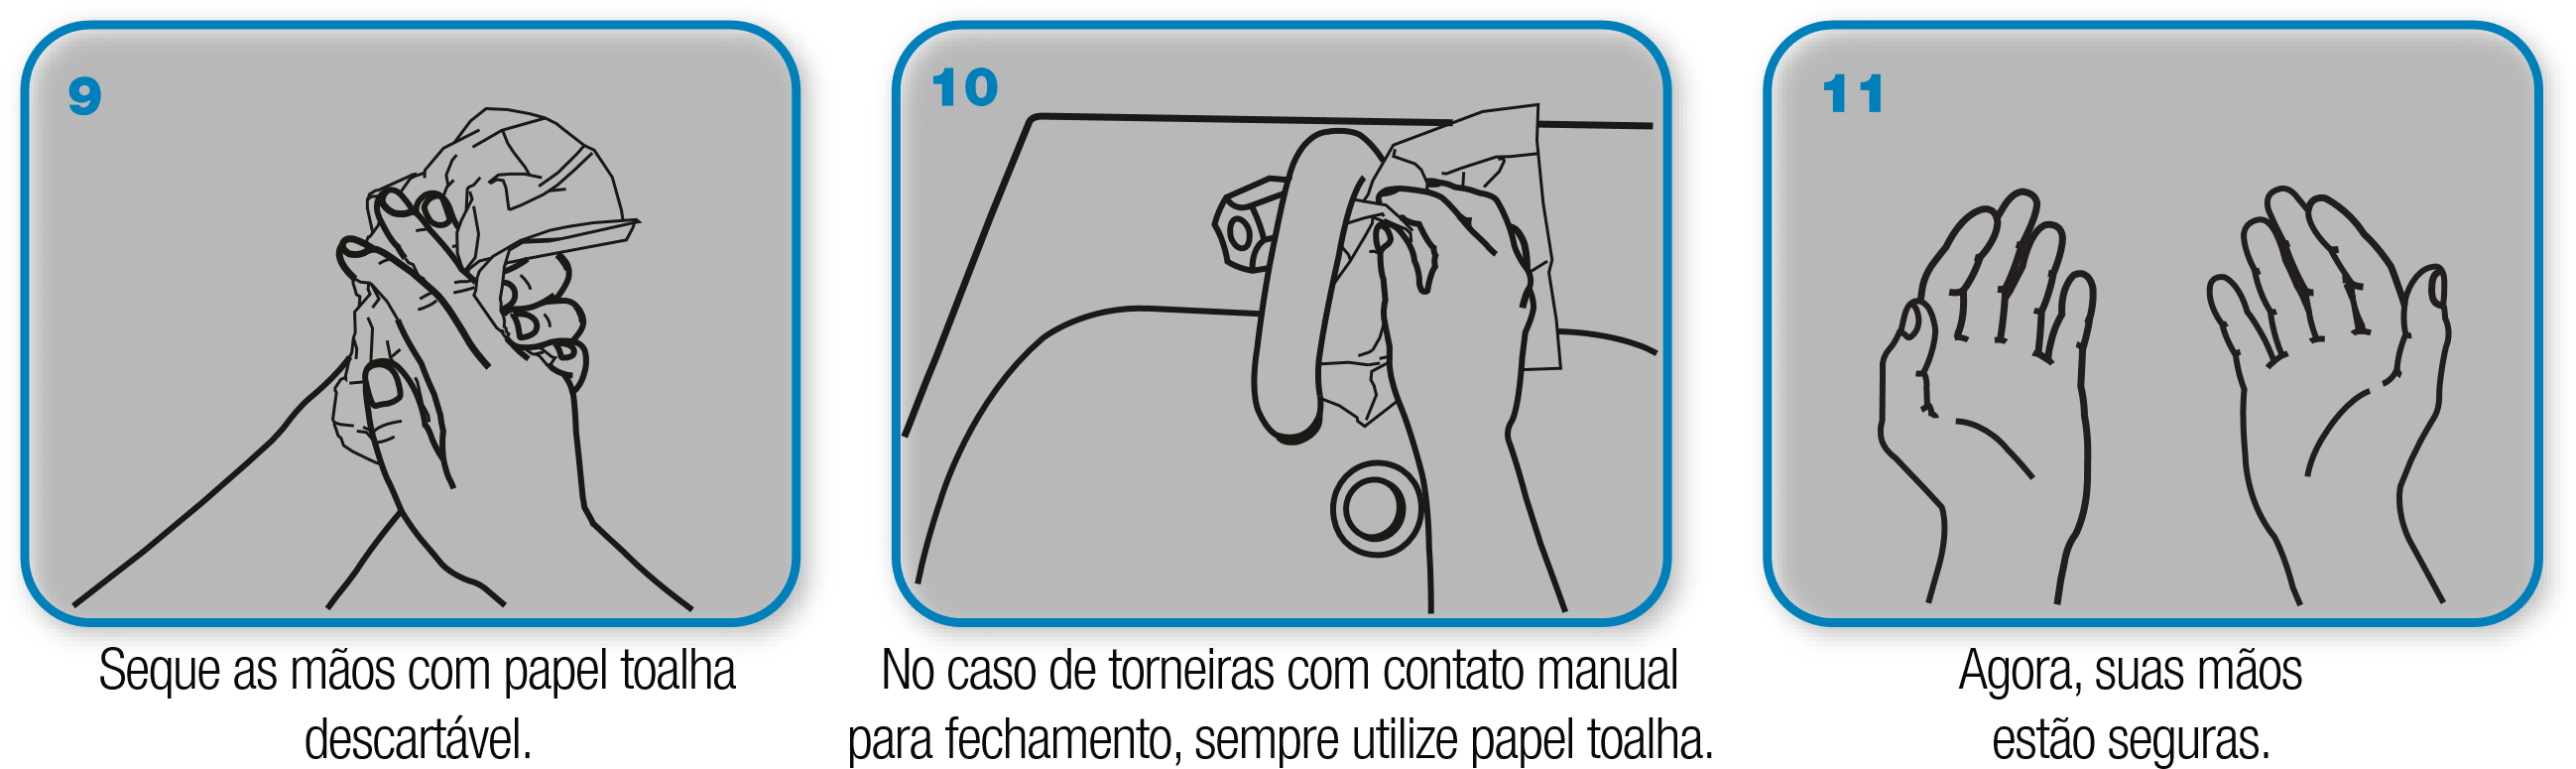 9
Seque as mãos com papel toalha
descartável.
10
No caso de torneiras com contato manual
para fechamento, sempre utilize papel toalha.
11
Agora, suas mãos
estão seguras.